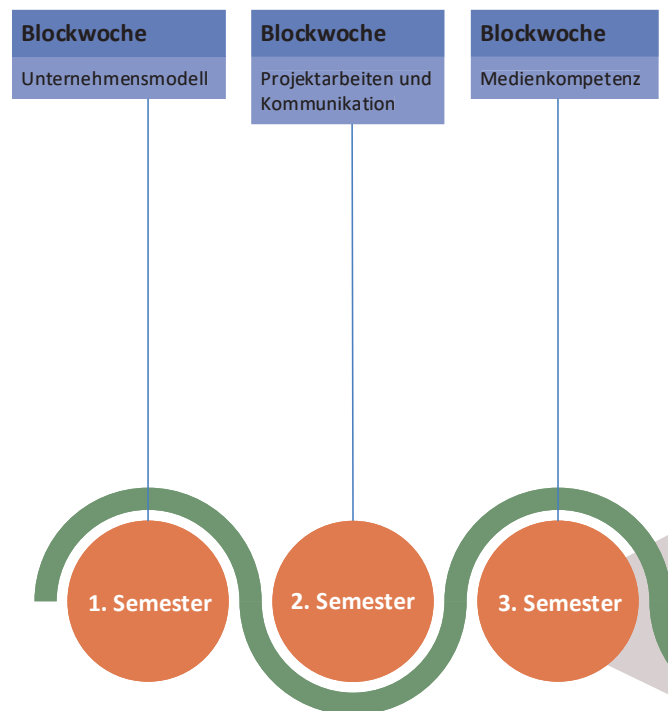 Blockwoche
Unternehmensmodell
Blockwoche
Projektarbeiten und
Kommunikation
Blockwoche
Medienkompetenz
1. Semester
2. Semester
3. Semester